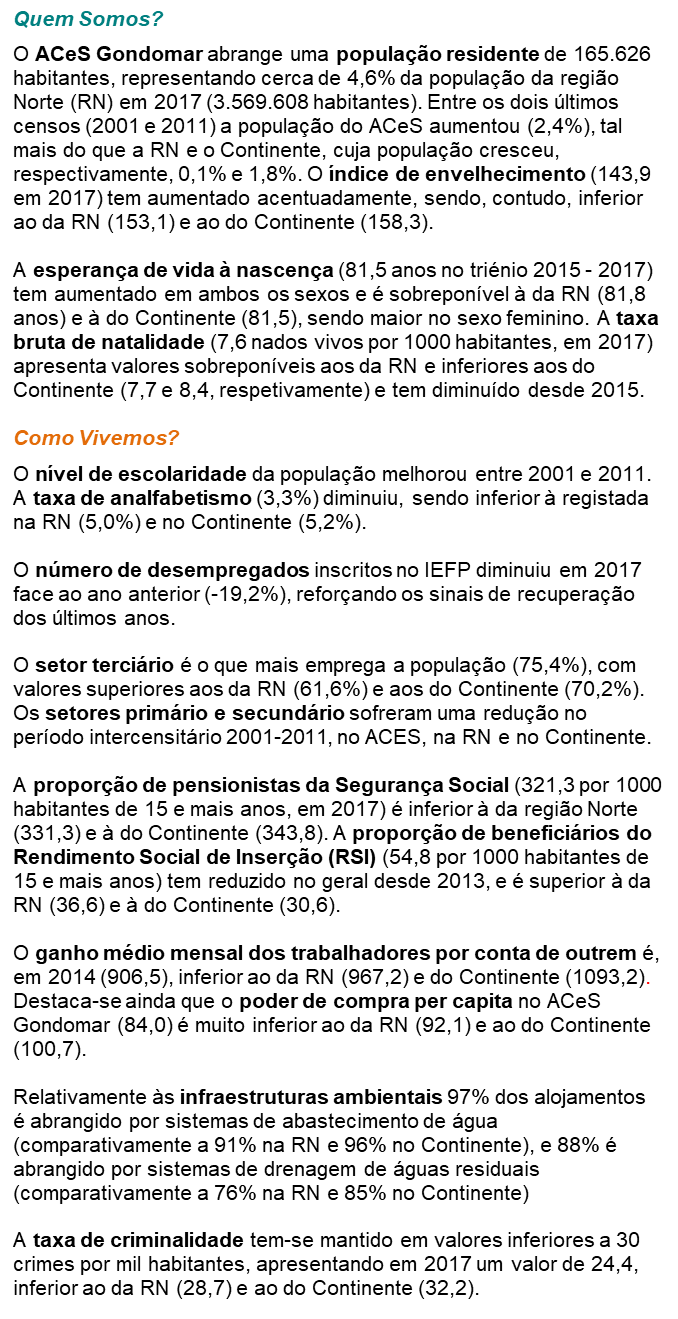 Quem Somos?
O ACeS Gondomar abrange uma população residente de 165.626
habitantes, representando cerca de 4,6% da população da região
Norte (RN) em 2017 (3.569.608 habitantes). Entre os dois últimos
censos (2001 e 2011) a população do ACeS aumentou (2,4%), tal
mais do que a RN e o Continente, cuja população cresceu,
respectivamente, 0,1% e 1,8%. O índice de envelhecimento (143,9
em 2017) tem aumentado acentuadamente, sendo, contudo, inferior
ao da RN (153,1) e ao do Continente (158,3).
A esperança de vida à nascença (81,5 anos no triénio 2015 - 2017)
tem aumentado em ambos os sexos e é sobreponível à da RN (81,8
anos) e à do Continente (81,5), sendo maior no sexo feminino. A taxa
bruta de natalidade (7,6 nados vivos por 1000 habitantes, em 2017)
apresenta valores sobreponíveis aos da RN e inferiores aos do
Continente (7,7 e 8,4, respetivamente) e tem diminuído desde 2015.
Como Vivemos?
O nível de escolaridade da população melhorou entre 2001 e 2011.
A taxa de analfabetismo (3,3%) diminuiu, sendo inferior à registada
na RN (5,0%) e no Continente (5,2%).
O número de desempregados inscritos no IEFP diminuiu em 2017
face ao ano anterior (-19,2%), reforçando os sinais de recuperação
dos últimos anos.
O setor terciário é o que mais emprega a população (75,4%), com
valores superiores aos da RN (61,6%) e aos do Continente (70,2%).
Os setores primário e secundário sofreram uma redução no
período intercensitário 2001-2011, no ACES, na RN e no Continente.
A proporção de pensionistas da Segurança Social (321,3 por 1000
habitantes de 15 e mais anos, em 2017) é inferior à da região Norte
(331,3) e à do Continente (343,8). A proporção de beneficiários do
Rendimento Social de Inserção (RSI) (54,8 por 1000 habitantes de
15 e mais anos) tem reduzido no geral desde 2013, e é superior à da
RN (36,6) e à do Continente (30,6).
O ganho médio mensal dos trabalhadores por conta de outrem é,
em 2014 (906,5), inferior ao da RN (967,2) e do Continente (1093,2).
Destaca-se ainda que o poder de compra per capita no ACeS
Gondomar (84,0) é muito inferior ao da RN (92,1) e ao do Continente
(100,7).
Relativamente às infraestruturas ambientais 97% dos alojamentos
é abrangido por sistemas de abastecimento de água
(comparativamente a 91% na RN e 96% no Continente), e 88% é
abrangido por sistemas de drenagem de águas residuais
(comparativamente a 76% na RN e 85% no Continente)
A taxa de criminalidade tem-se mantido em valores inferiores a 30
crimes por mil habitantes, apresentando em 2017 um valor de 24,4,
inferior ao da RN (28,7) e ao do Continente (32,2).